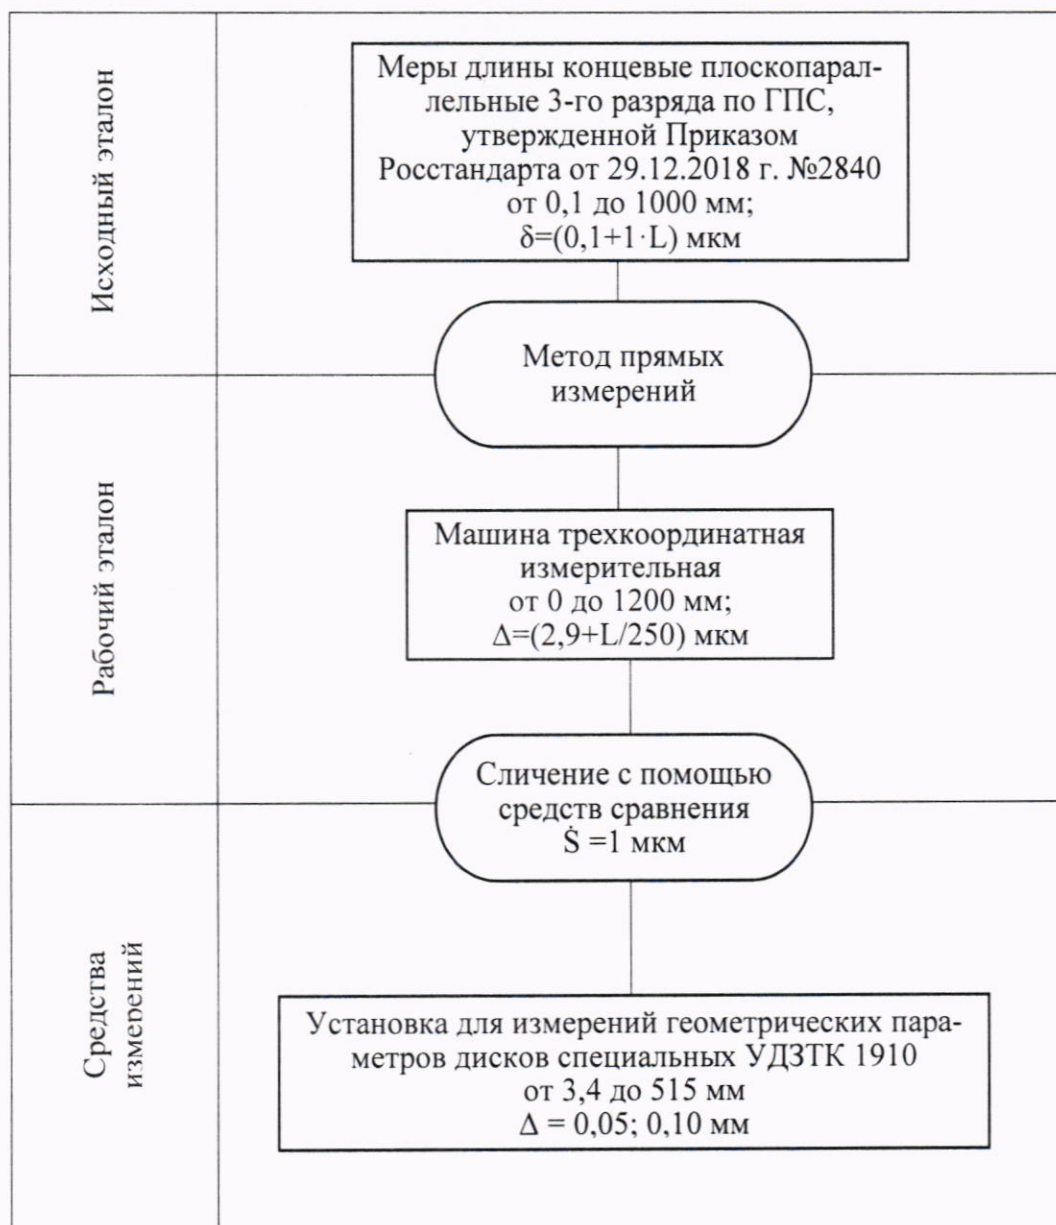 Исходный эталон
Меры длины концевые плоскопарал-
лельные 3-го разряда по ГПС,
утвержденной Приказом
Росстандарта от 29.12.2018 г. №2840
от 0,1 до 1000 мм;
δ=(0,1+1·L) мкм
Метод прямых
измерений
Рабочий эталон
Машина трехкоординатная
измерительная
от 0 до 1200 мм;
Δ=(2,9+L/250) мкм
Сличение с помощью
средств сравнения
Ṡ =1 мкм
Средства
измерений
Установка для измерений геометрических пара-
метров дисков специальных УДЗТК 1910
от 3,4 до 515 мм
Δ = 0,05; 0,10 мм